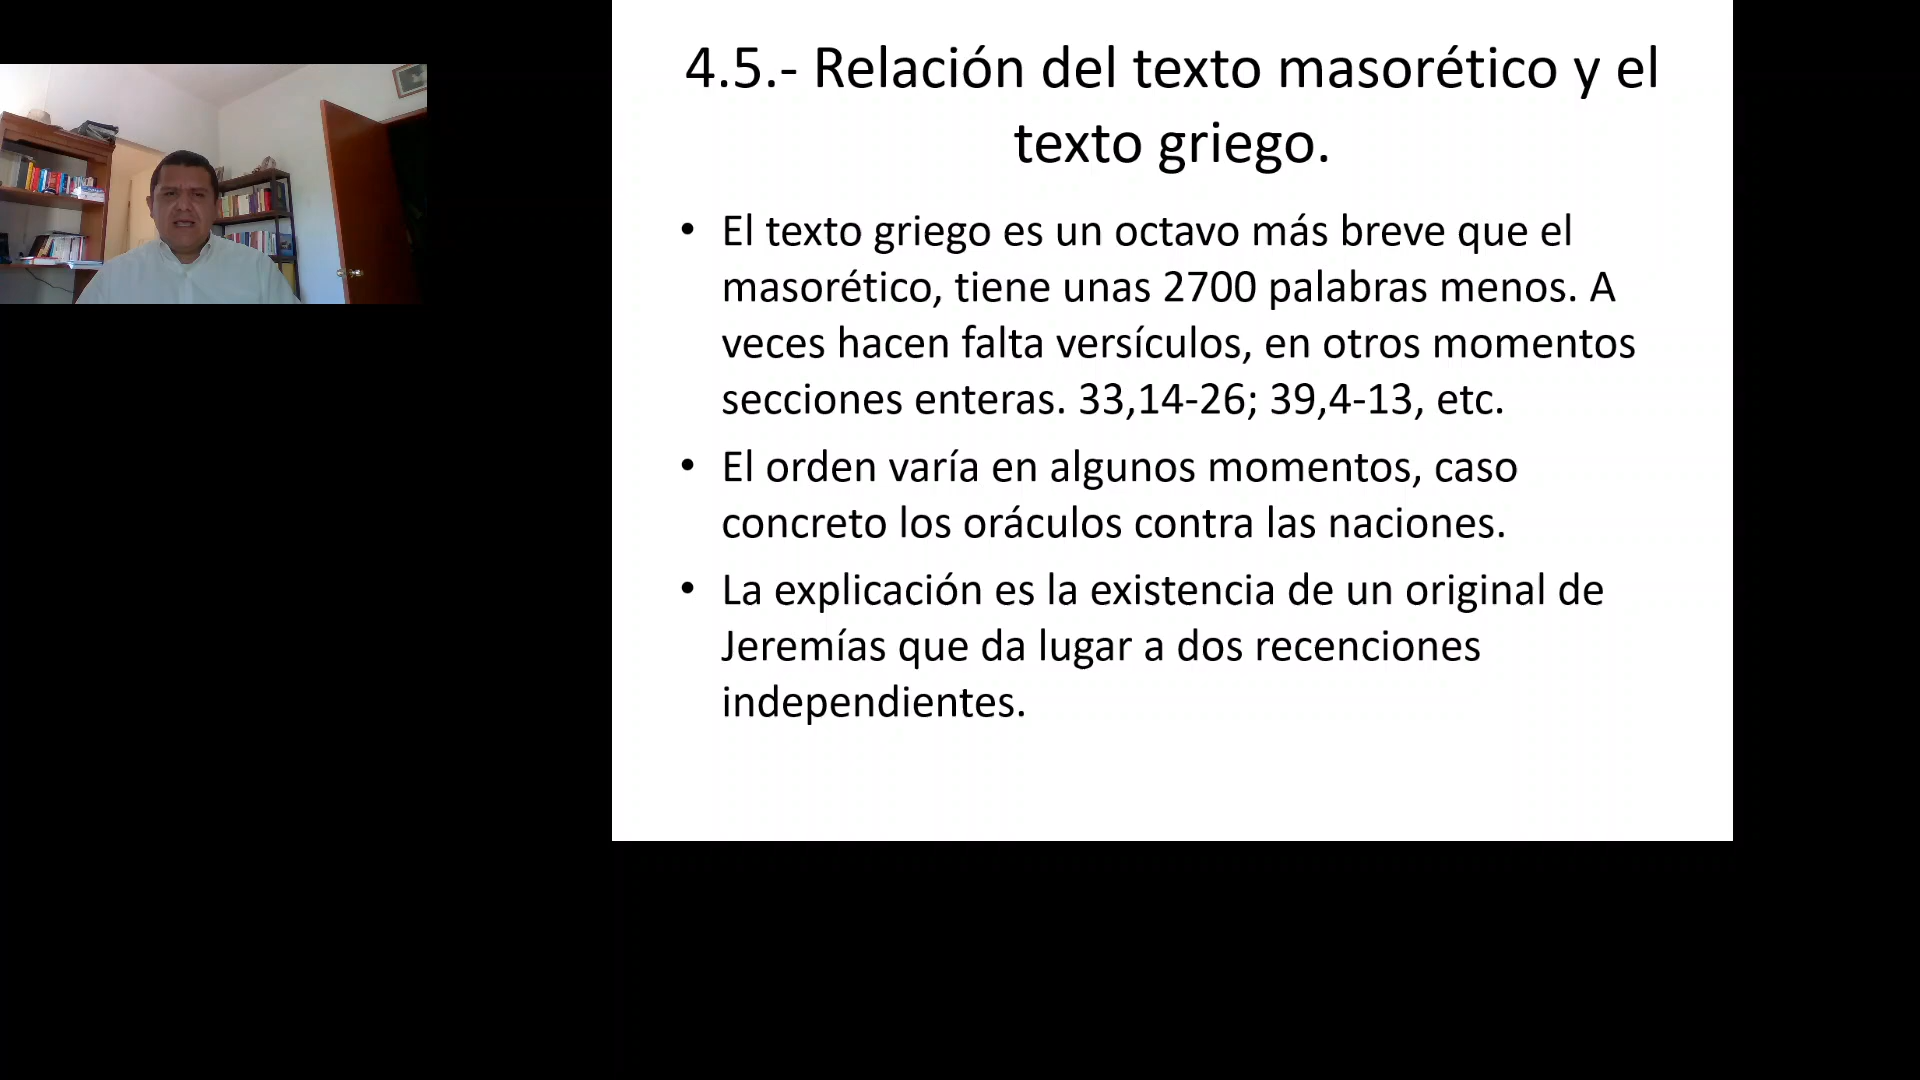 4.5.- Relación del texto masorético y el
texto griego.
• El texto griego es un octavo más breve que el
masorético, tiene unas 2700 palabras menos. A
veces hacen falta versículos, en otros momentos
secciones enteras. 33,14-26; 39,4-13, etc.
• El orden varía en algunos momentos, caso
concreto los oráculos contra las naciones.
• La explicación es la existencia de un original de
Jeremías que da lugar a dos recenciones
independientes.